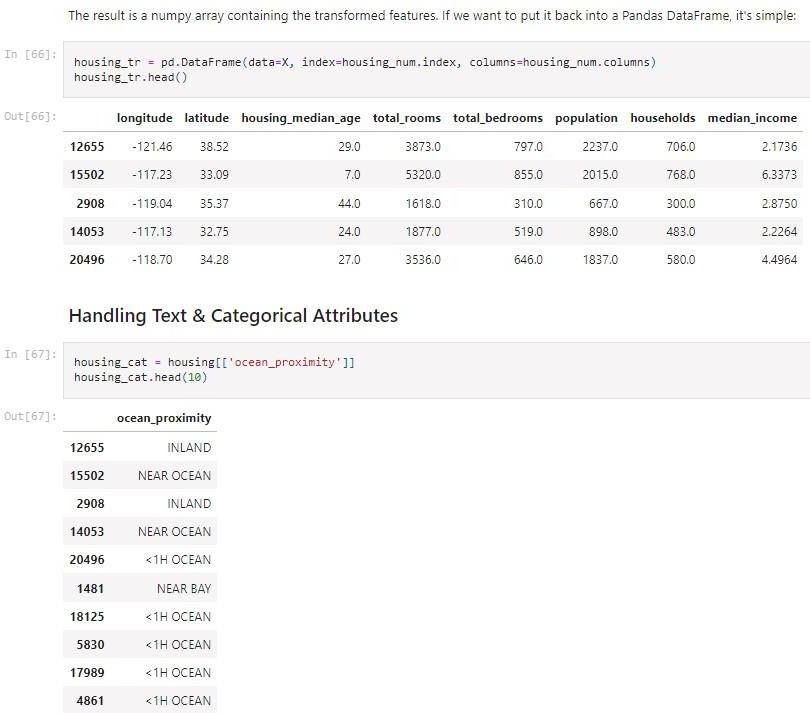 The result is a numpy array containing the transformed features. If we want to put it back into a Pandas DataFrame, it's simple:
In [66]:
housing_tr = pd.DataFrame(data=X, index=housing_num.index, columns=housing_num.columns)
housing_tr.head()
Out[66]:
longitude latitude housing_median_age total_rooms total_bedrooms population households median_income
12655 -121.46 38.52 29.0 3873.0 797.0 2237.0 706.0 2.1736
15502 -117.23 33.09 7.0 5320.0 855.0 2015.0 768.0 6.3373
2908 -119.04 35.37 44.0 1618.0 310.0 667.0 300.0 2.8750
14053 -117.13 32.75 24.0 1877.0 519.0 898.0 483.0 2.2264
20496 -118.70 34.28 27.0 3536.0 646.0 1837.0 580.0 4.4964
Handling Text & Categorical Attributes
In [67]:
housing_cat = housing[['ocean_proximity']]
housing_cat.head(10)
Out[67]:
ocean_proximity
12655 INLAND
15502 NEAR OCEAN
2908 INLAND
14053 NEAR OCEAN
20496 <1H OCEAN
1481 NEAR BAY
18125 <1H OCEAN
5830 <1H OCEAN
17989 <1H OCEAN
4861 <1H OCEAN